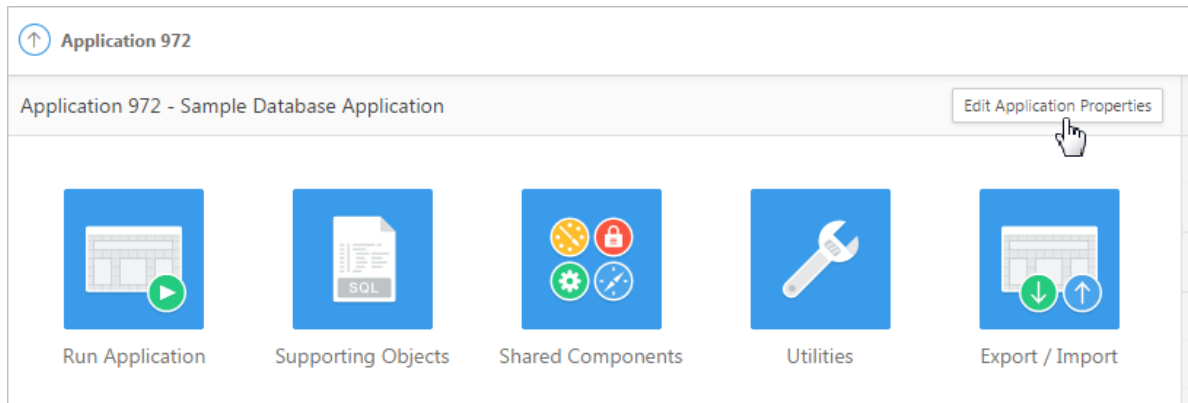 Application 972
Application 972 - Sample Database Application
Edit Application Properties
SQL
Run Application
Supporting Objects
Shared Components
Utilities
Export / Import